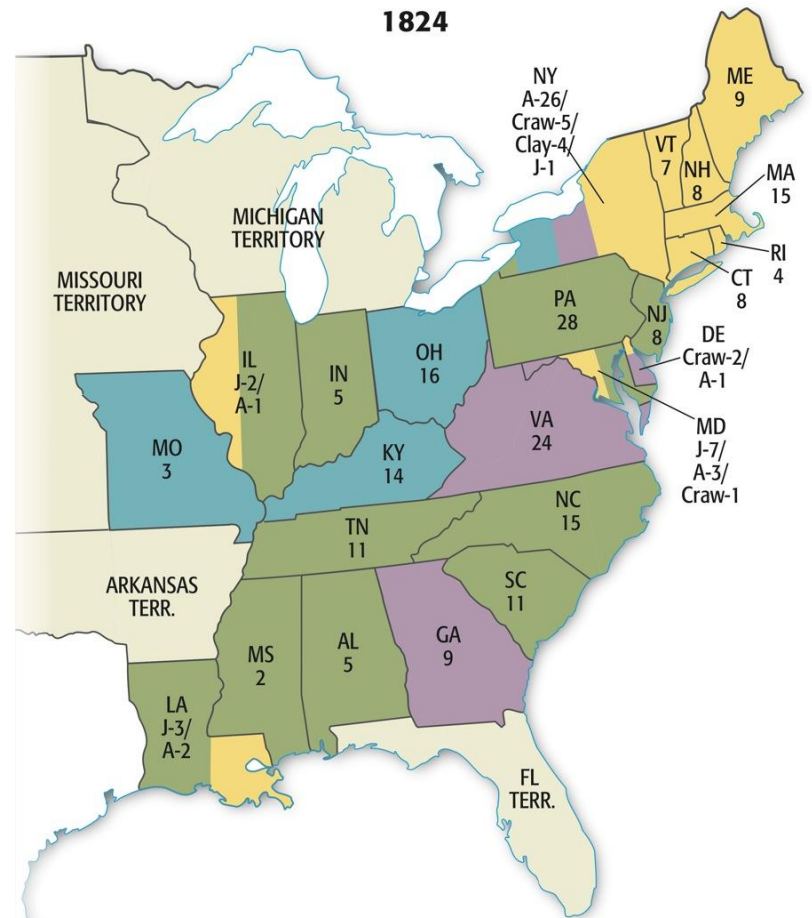 1824
NY
A-26/
Craw-5/
Clay-4/
J-1
ME
9
VT
7
NH
8
MA
15
RI
4
CT
8
MICHIGAN
TERRITORY
MISSOURI
TERRITORY
PA
28
NJ
8
DE
Craw-2/
A-1
MD
J-7/
A-3/
Craw-1
IL
J-2/
A-1
IN
5
OH
16
VA
24
MO
3
KY
14
NC
15
TN
11
SC
11
ARKANSAS
TERR.
MS
2
AL
5
GA
9
LA
J-3/
A-2
FL
TERR.